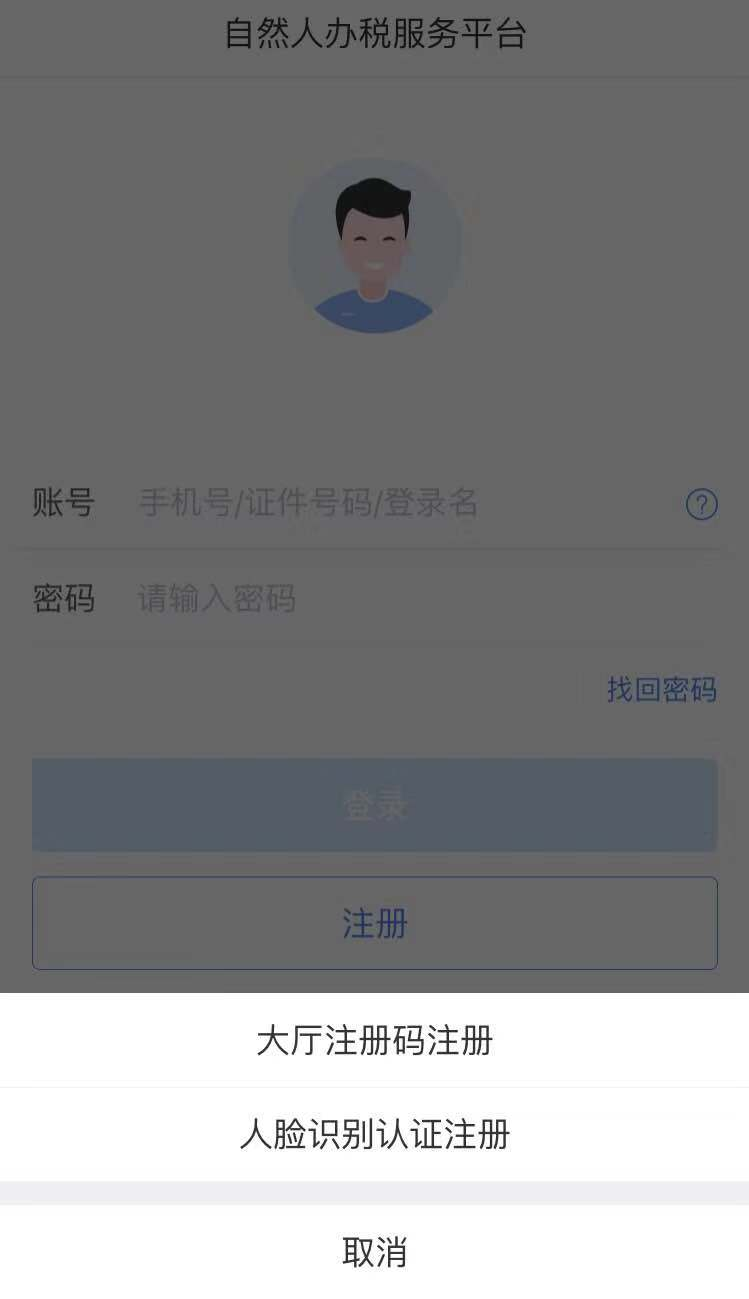 自然人办税服务平台
账号 手机号/证件号码/登录名 ?
密码 请输入密码
找回密码
登录
注册
大厅注册码注册
人脸识别认证注册
取消